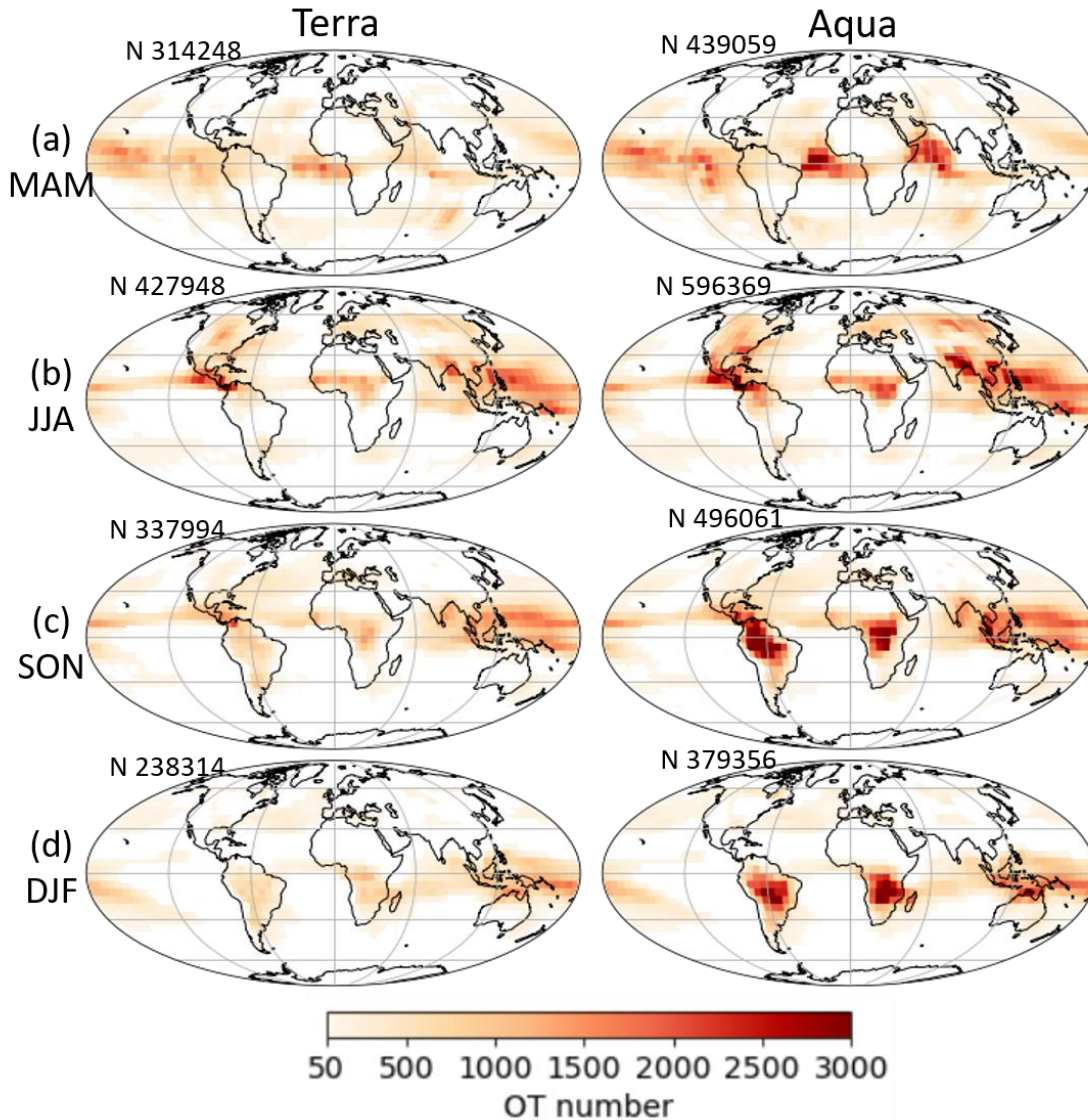 Terra Aqua
N 314248 N 439059
(a)
MAM
N 427948 N 596369
(b)
JJA
N 337994 N 496061
(c)
SON
N 238314 N 379356
(d)
DJF
50 500 1000 1500 2000 2500 3000
OT number